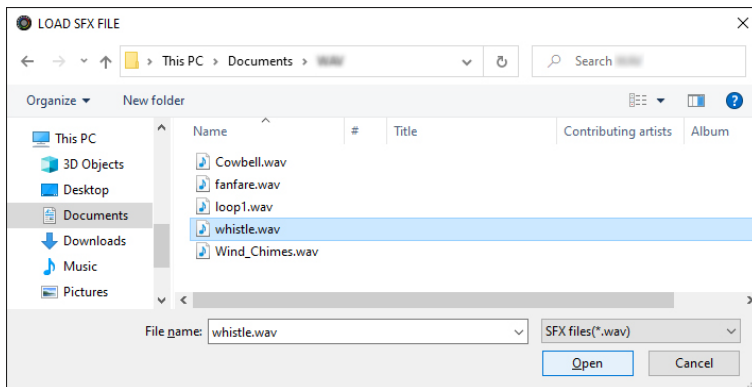 LOAD SFX FILE
This PC > Documents >
Search
Organize New folder
This PC
3D Objects
Desktop
Documents
Downloads
Music
Pictures
Name # Title Contributing artists Album
Cowbell.wav
fanfare.wav
loop1.wav
whistle.wav
Wind_Chimes.wav
File name: whistle.wav SFX files(*.wav)
Open Cancel